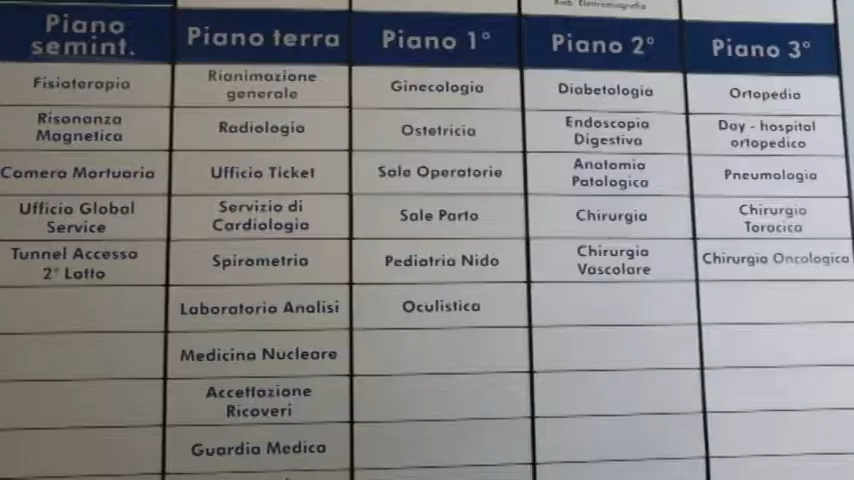 Amb. Elettromiografia
Piano semint.
Piano terra
Piano 1°
Piano 2°
Piano 3°
Fisioterapia
Rianimazione
generale
Ginecologia
Diabetologia
Ortopedia
Risonanza
Magnetica
Radiologia
Ostetricia
Endoscopia
Digestiva
Day - hospital
ortopedico
Camera Mortuaria
Ufficio Ticket
Sale Operatorie
Anatomia
Patologica
Pneumologia
Ufficio Global
Service
Servizio di
Cardiologia
Sale Parto
Chirurgia
Chirurgia
Toracica
Tunnel Accesso
2° Lotto
Spirometria
Pediatria Nido
Chirurgia
Vascolare
Chirurgia Oncologica
Laboratorio Analisi
Oculistica
Medicina Nucleare
Accettazione
Ricoveri
Guardia Medica